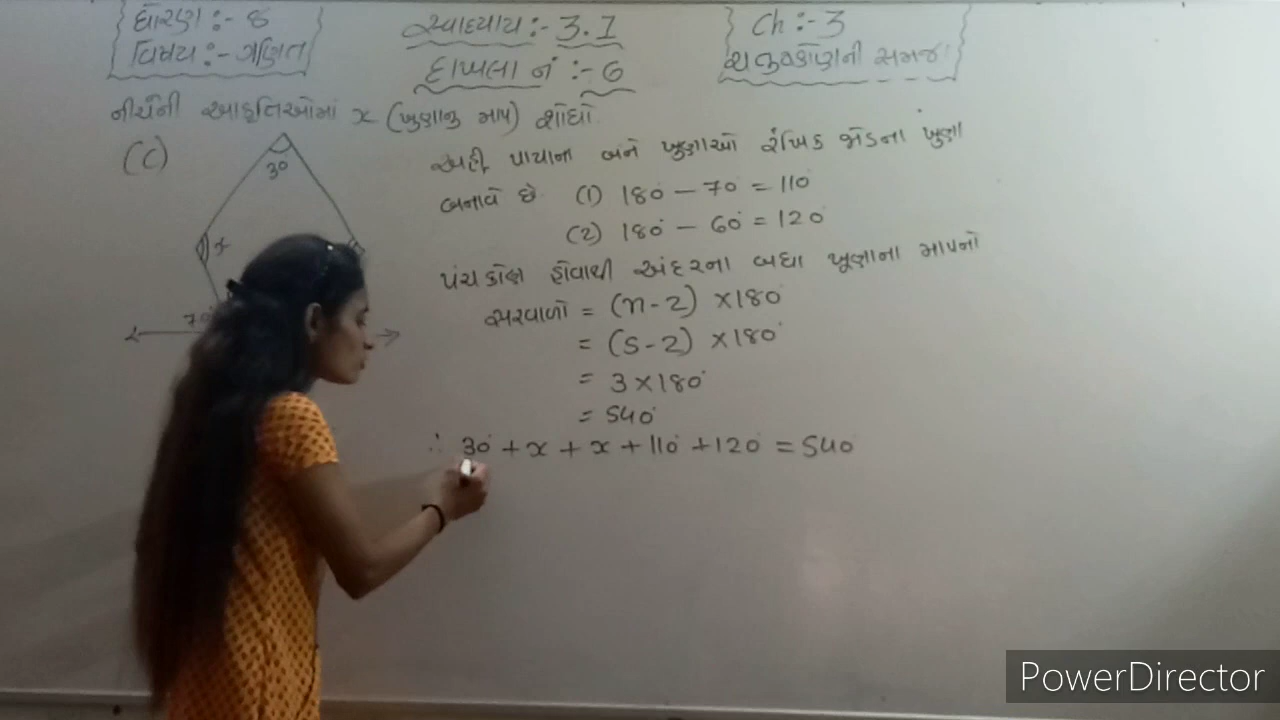 ધોરણ :- 8
વિષય :- ગણિત
સ્વાધ્યાય :- 3.1
દાખલા નં :- 6
Ch :- 3
ચતુષ્કોણની સમજ
નીચેની આકૃતિઓમાં x (ખુણાનુ માપ) શોધો.
(C)
30°
x
70°
અહી પાયાના બંને ખુણાઓ રૈખિક જોડના ખુંણા
બનાવે છે. (1) 180° - 70° = 110°
(2) 180° - 60° = 120°
પંચકોણ હોવાથી અંદરના બધા ખૂણાના માપનો
સરવાળો = (n-2) × 180°
= (5-2) × 180°
= 3 × 180°
= 540°
∴ 30° + x + x + 110° + 120° = 540°
PowerDirector